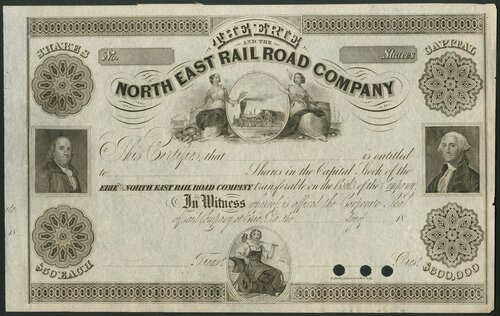 THE ERIE
SHARES
AND THE
CAPITAL
No.
Shares
NORTH EAST RAIL ROAD COMPANY
This Certifies, that is entitled
to Shares in the Capital Stock of the
ERIE AND NORTH EAST RAIL ROAD COMPANY transferable on the Books of the Company
In Witness whereof is affixed the Corporate Seal
of said Company at Erie, Pa. the day of 18
18
$50 EACH
Treasr.
Prest.
$600,000